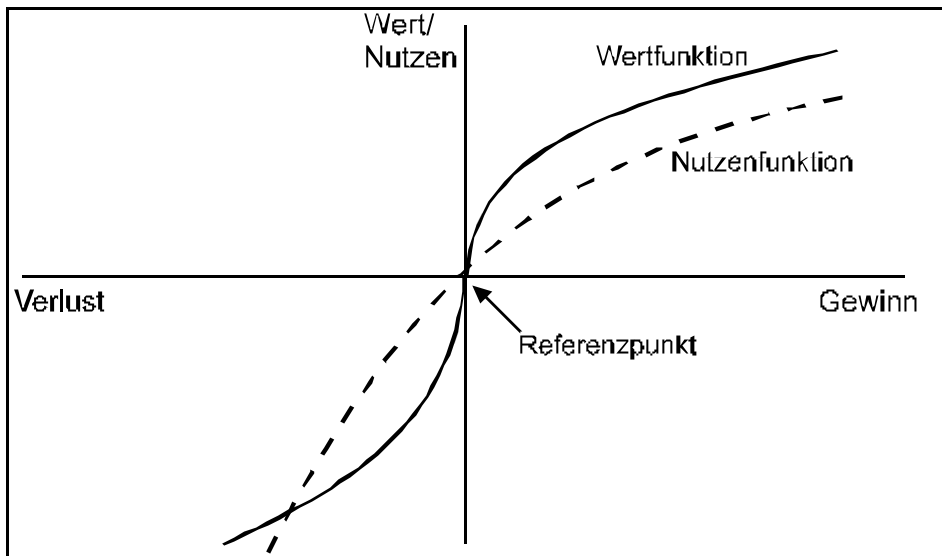 Wert/
Nutzen
Wertfunktion
Nutzenfunktion
Verlust
Gewinn
Referenzpunkt